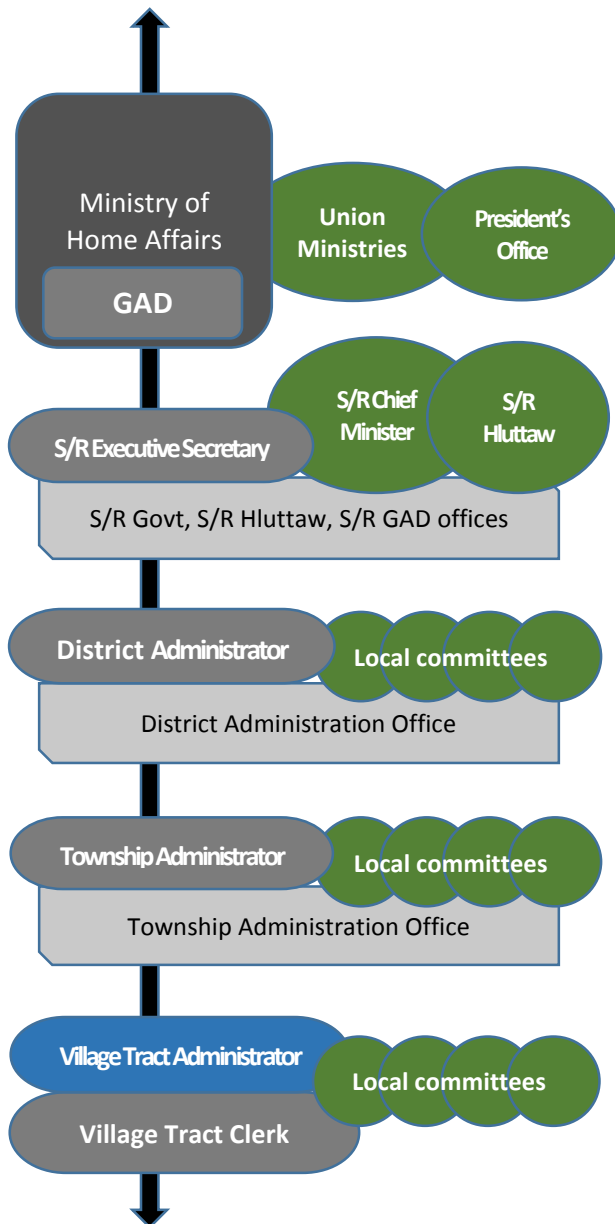 Ministry of
Home Affairs
GAD
Union
Ministries
President's
Office
S/R Executive Secretary
S/R Chief
Minister
S/R
Hluttaw
S/R Govt, S/R Hluttaw, S/R GAD offices
District Administrator
Local committees
District Administration Office
Township Administrator
Local committees
Township Administration Office
Village Tract Administrator
Local committees
Village Tract Clerk